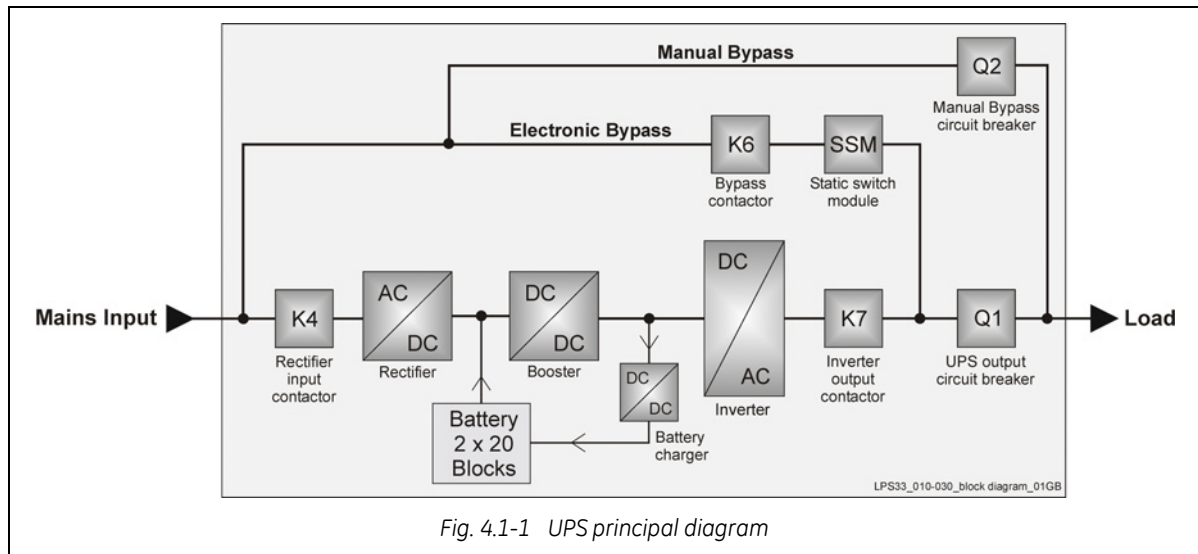 Manual Bypass
Q2
Manual Bypass
circuit breaker
Electronic Bypass
K6
Bypass
contactor
SSM
Static switch
module
Mains Input
K4
Rectifier
input
contactor
AC
DC
Rectifier
DC
DC
Booster
DC
DC
Battery
charger
Battery
2 x 20
Blocks
DC
AC
Inverter
K7
Inverter
output
contactor
Q1
UPS output
circuit breaker
Load
LPS33_010-030_block diagram_01GB
Fig. 4.1-1 UPS principal diagram